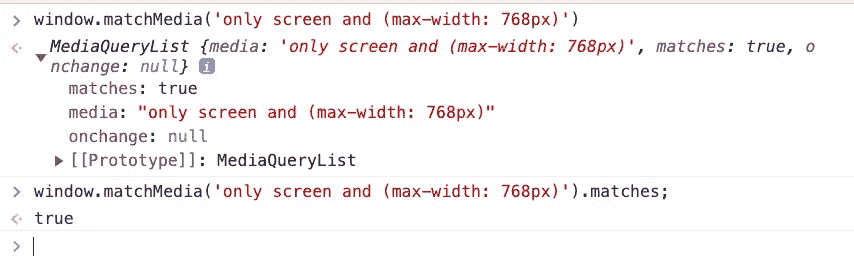 > window.matchMedia('only screen and (max-width: 768px)')
MediaQueryList {media: 'only screen and (max-width: 768px)', matches: true, o
nchange: null} i
matches: true
media: "only screen and (max-width: 768px)"
onchange: null
[[Prototype]]: MediaQueryList
> window.matchMedia('only screen and (max-width: 768px)').matches;
true
>